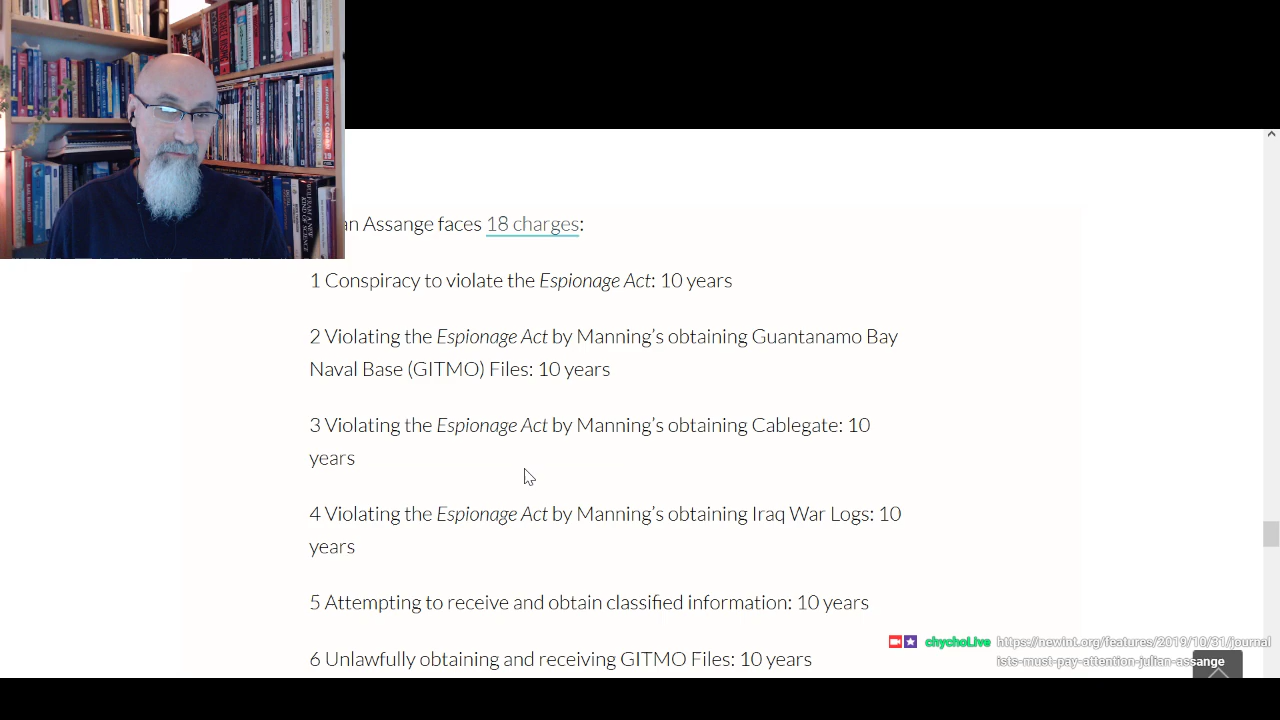 an Assange faces 18 charges:
1 Conspiracy to violate the Espionage Act: 10 years
2 Violating the Espionage Act by Manning’s obtaining Guantanamo Bay
Naval Base (GITMO) Files: 10 years
3 Violating the Espionage Act by Manning’s obtaining Cablegate: 10
years
4 Violating the Espionage Act by Manning’s obtaining Iraq War Logs: 10
years
5 Attempting to receive and obtain classified information: 10 years
6 Unlawfully obtaining and receiving GITMO Files: 10 years
chychoLive https://newint.org/features/2019/10/31/journal
ists-must-pay-attention-julian-assange